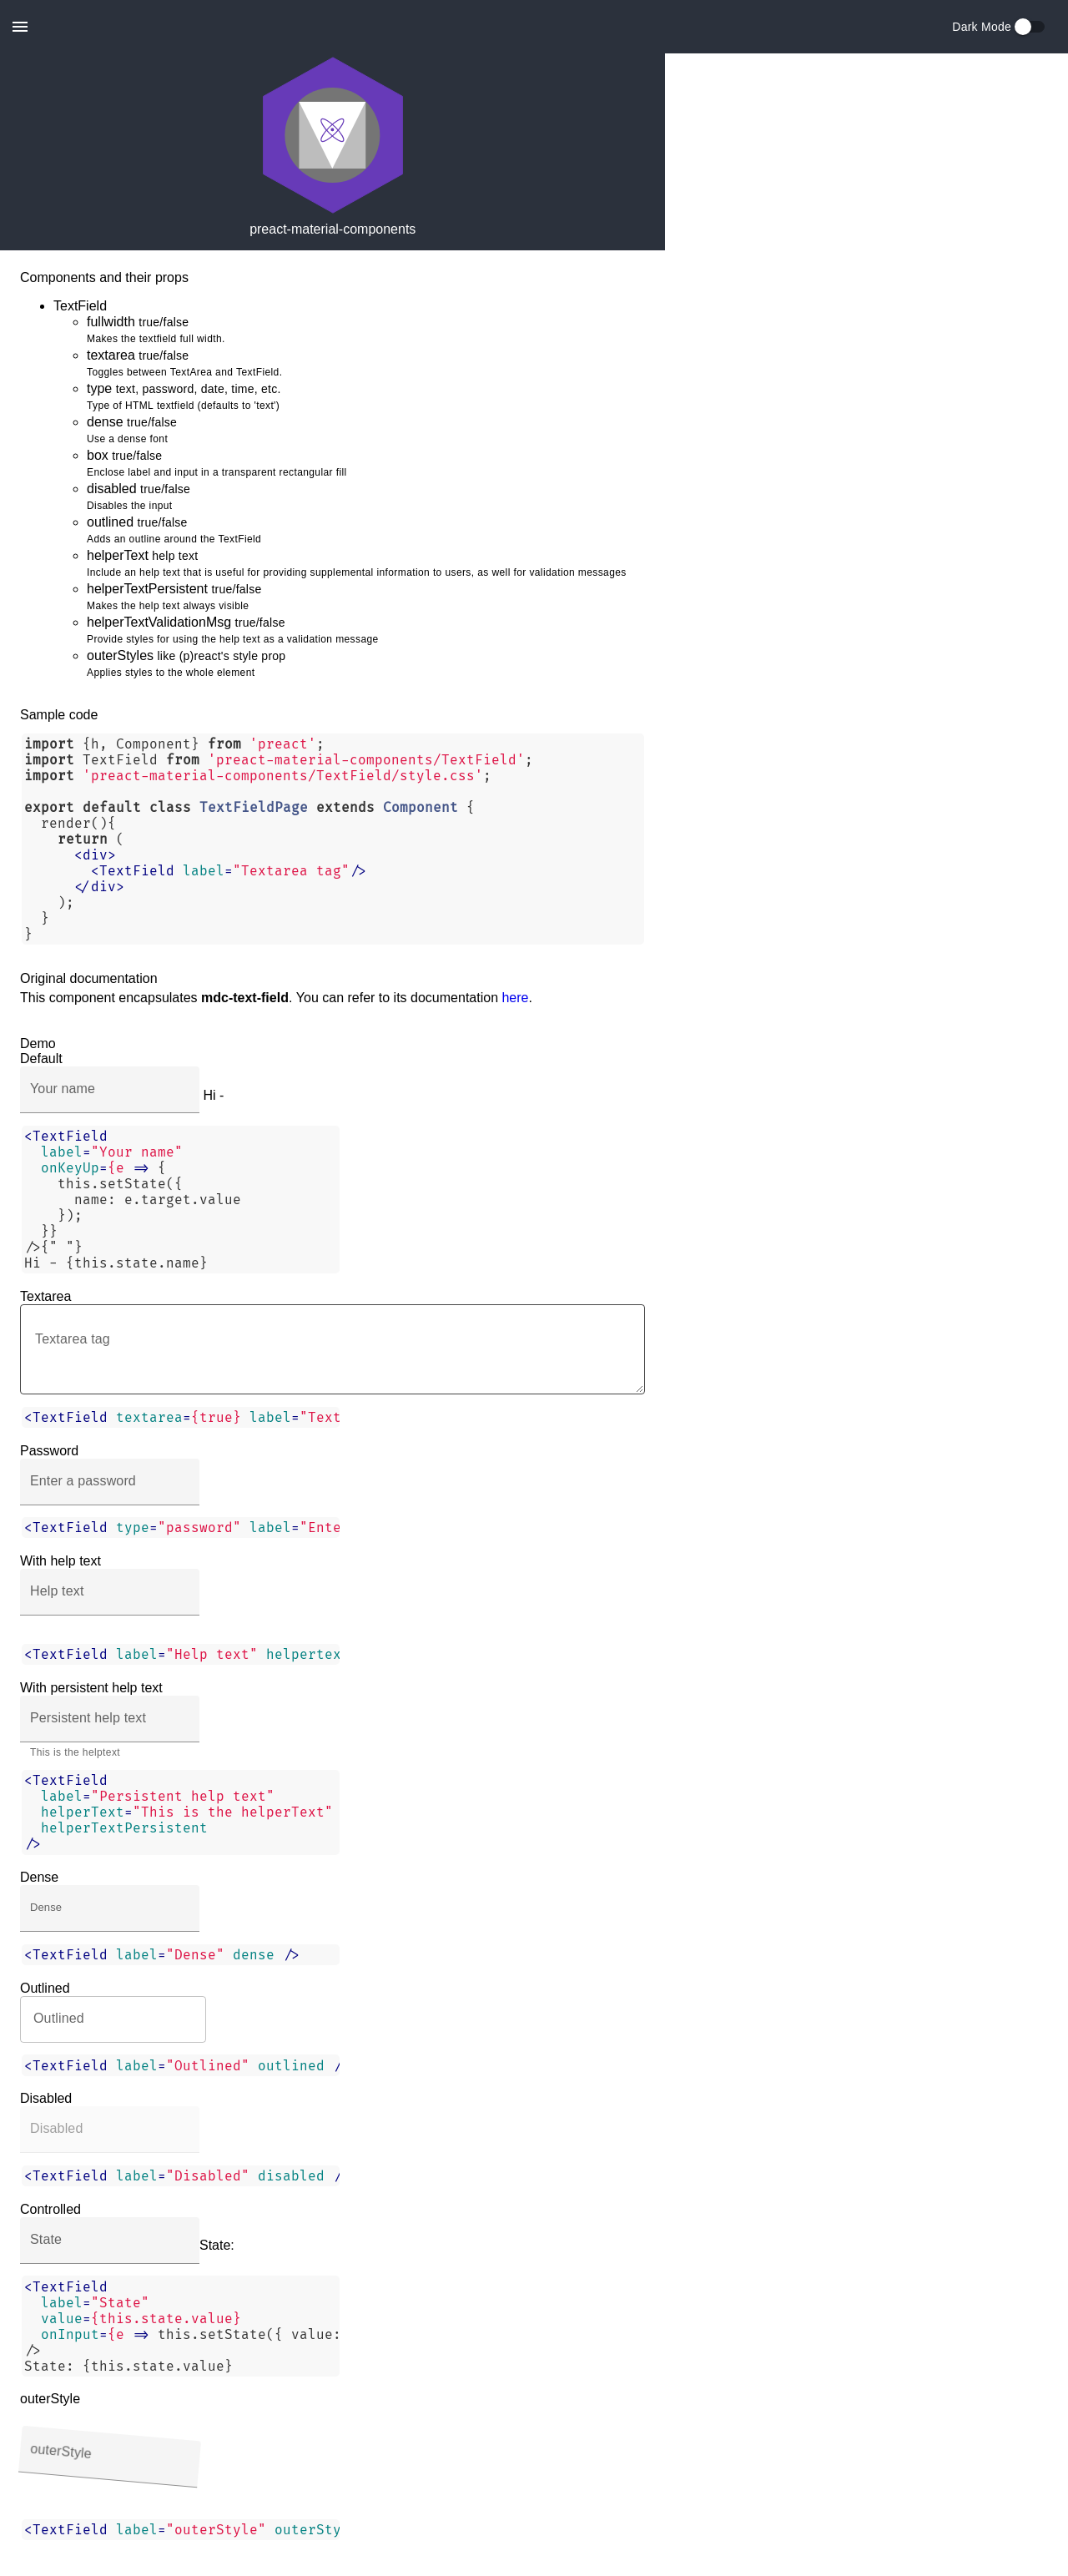 Dark Mode
preact-material-components
Components and their props
TextField
fullwidth true/false
Makes the textfield full width.
textarea true/false
Toggles between TextArea and TextField.
type text, password, date, time, etc.
Type of HTML textfield (defaults to 'text')
dense true/false
Use a dense font
box true/false
Enclose label and input in a transparent rectangular fill
disabled true/false
Disables the input
outlined true/false
Adds an outline around the TextField
helperText help text
Include an help text that is useful for providing supplemental information to users, as well for validation messages
helperTextPersistent true/false
Makes the help text always visible
helperTextValidationMsg true/false
Provide styles for using the help text as a validation message
outerStyles like (p)react's style prop
Applies styles to the whole element
Sample code
import {h, Component} from 'preact';
import TextField from 'preact-material-components/TextField';
import 'preact-material-components/TextField/style.css';
export default class TextFieldPage extends Component {
render(){
return (
<div>
<TextField label="Textarea tag"/>
</div>
);
}
}
Original documentation
This component encapsulates mdc-text-field. You can refer to its documentation here.
Demo
Default
Your name Hi -
<TextField
label="Your name"
onKeyUp={e => {
this.setState({
name: e.target.value
});
}}
/>{" "}
Hi - {this.state.name}
Textarea
Textarea tag
<TextField textarea={true} label="Text
Password
Enter a password
<TextField type="password" label="Ente
With help text
Help text
<TextField label="Help text" helpertex
With persistent help text
Persistent help text
This is the helptext
<TextField
label="Persistent help text"
helperText="This is the helperText"
helperTextPersistent
/>
Dense
Dense
<TextField label="Dense" dense />
Outlined
Outlined
<TextField label="Outlined" outlined /
Disabled
Disabled
<TextField label="Disabled" disabled /
Controlled
State State:
<TextField
label="State"
value={this.state.value}
onInput={e => this.setState({ value:
/>
State: {this.state.value}
outerStyle
outerStyle
<TextField label="outerStyle" outerSty